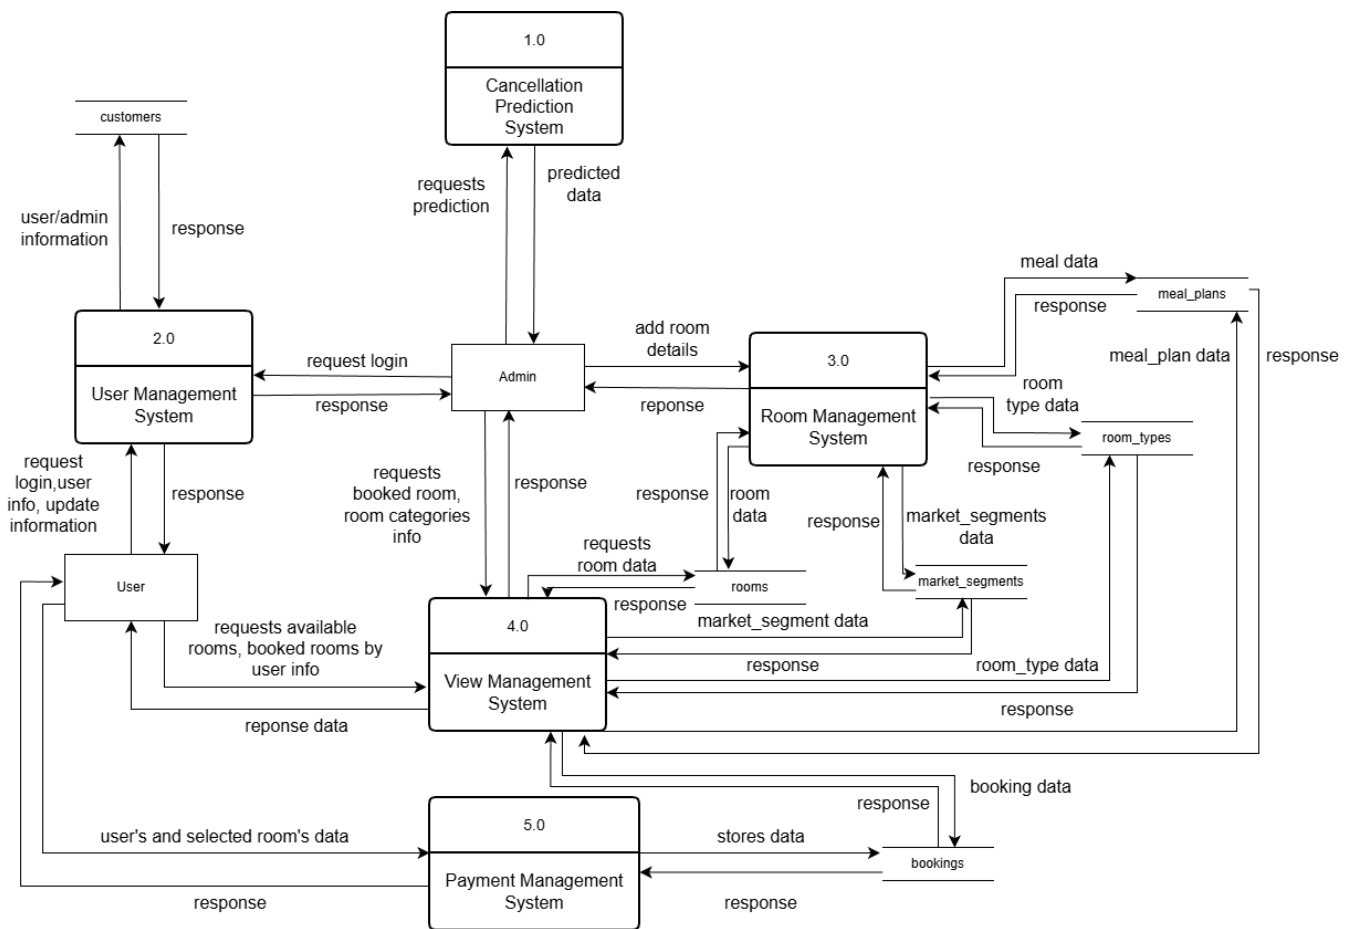 1.0
Cancellation
Prediction
System
customers
requests
prediction
predicted
data
user/admin
information
response
meal data
meal_plans
response
2.0
User Management
System
request login
response
Admin
add room
details
reponse
3.0
Room Management
System
meal_plan data
response
room
type data
room_types
response
request
login,user
info, update
information
response
requests
booked room,
room categories
info
response
response
room
data
response
market_segments
data
requests
room data
rooms
response
market_segments
User
requests available
rooms, booked rooms by
user info
4.0
View Management
System
market_segment data
response
room_type data
response
reponse data
booking data
response
user's and selected room's data
5.0
Payment Management
System
stores data
bookings
response
response